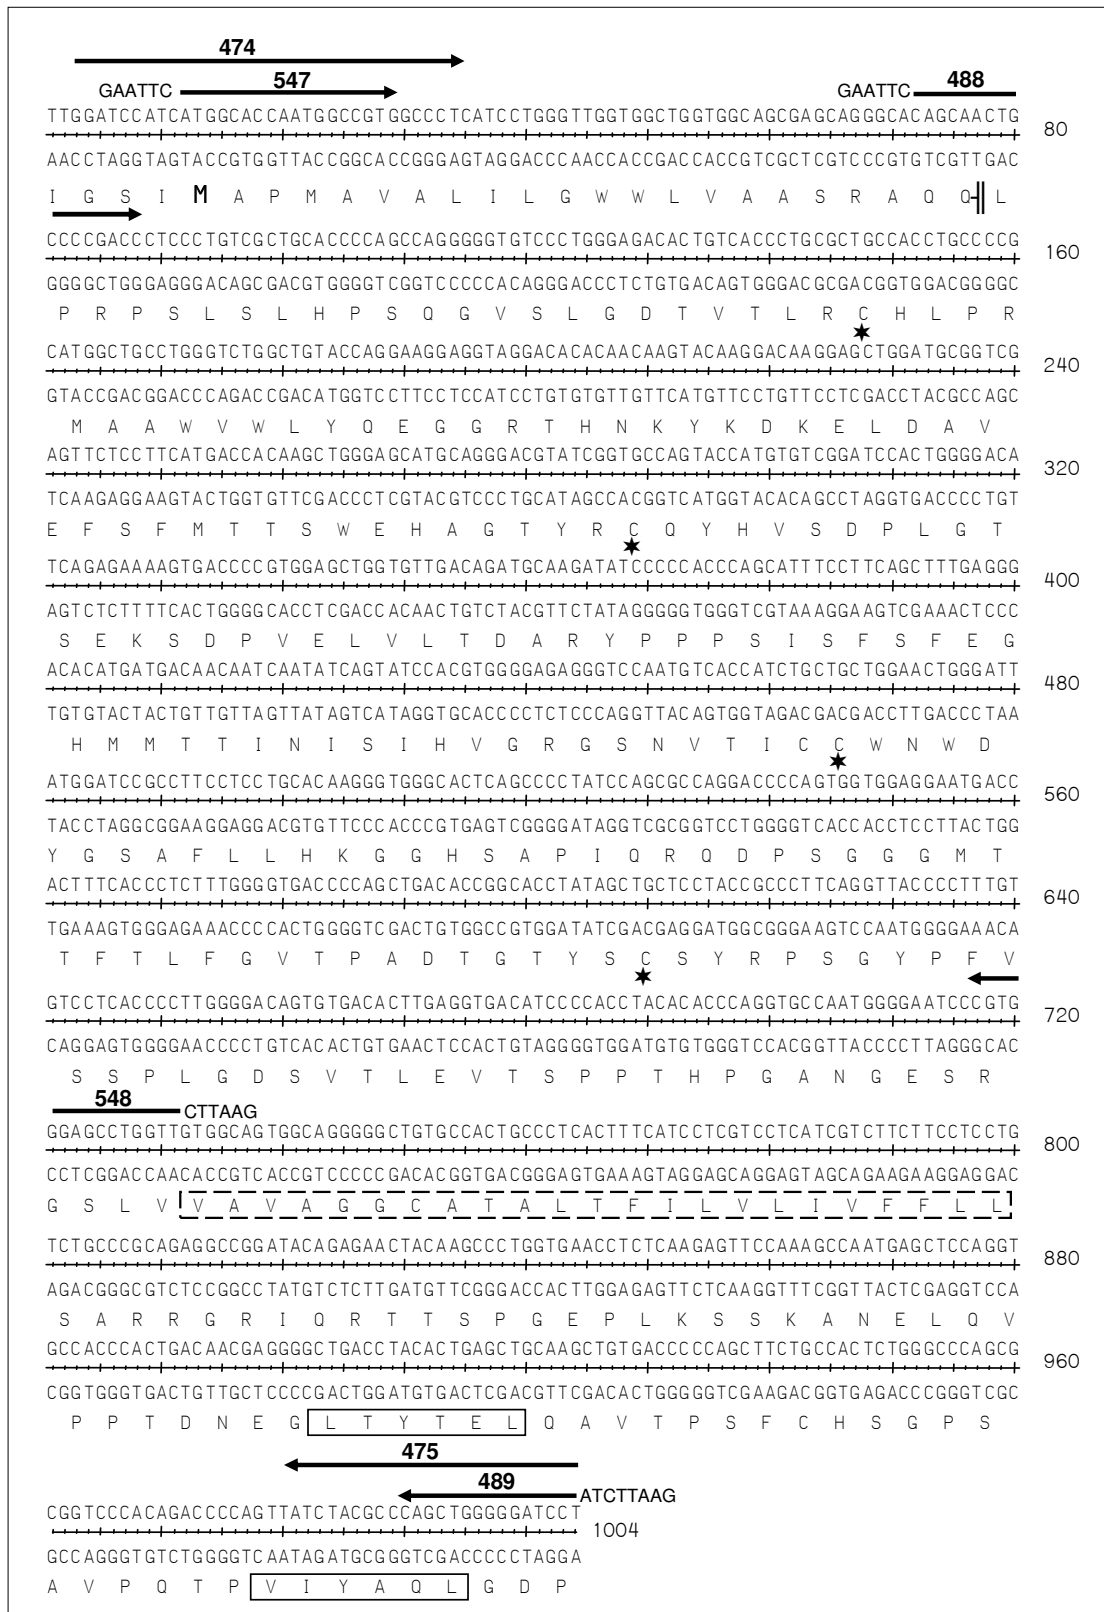 474
GAATTC 547 GAATTC 488
TTGGATCCATCATGGCACCAATGGCCGTGGCCCTCATCCTGGGTTGGTGGCTGGTGGCAGCGAGCAGGGCACAGCAACTG 80
AACCTAGGTAGTACCGTGGTTACCGGCACCGGGAGTAGGACCCAACCACCGACCACCGTCGCTCGTCCCGTGTCGTTGAC
I G S I M A P M A V A L I L G W W L V A A S R A Q Q L
CCCCGACCCTCCCTGTCGCTGCACCCCAGCCAGGGGGTGTCCCTGGGAGACACTGTCACCCTGCGCTGCCACCTGCCCCG 160
GGGGCTGGGAGGGACAGCGACGTGGGGTCGGTCCCCCACAGGGACCCTCTGTGACAGTGGGACGCGACGGTGGACGGGGC
P R P S L S L H P S Q G V S L G D T V T L R C H L P R
★
CATGGCTGCCTGGGTCTGGCTGTACCAGGAAGGAGGTAGGACACACAACAAGTACAAGGACAAGGAGCTGGATGCGGTCG 240
GTACCGACGGACCCAGACCGACATGGTCCTTCCTCCATCCTGTGTGTTGTTCATGTTCCTGTTCCTCGACCTACGCCAGC
M A A W V W L Y Q E G G R T H N K Y K D K E L D A V
AGTTCTCCTTCATGACCACAAGCTGGGAGCATGCAGGGACGTATCGGTGCCAGTACCATGTGTCGGATCCACTGGGGACA 320
TCAAGAGGAAGTACTGGTGTTCGACCCTCGTACGTCCCTGCATAGCCACGGTCATGGTACACAGCCTAGGTGACCCCTGT
E F S F M T T S W E H A G T Y R C Q Y H V S D P L G T
★
TCAGAGAAAAGTGACCCCGTGGAGCTGGTGTTGACAGATGCAAGATATCCCCCACCCAGCATTTCCTTCAGCTTTGAGGG 400
AGTCTCTTTTCACTGGGGCACCTCGACCACAACTGTCTACGTTCTATAGGGGGTGGGTCGTAAAGGAAGTCGAAACTCCC
S E K S D P V E L V L T D A R Y P P P S I S F S F E G
ACACATGATGACAACAATCAATATCAGTATCCACGTGGGGAGAGGGTCCAATGTCACCATCTGCTGCTGGAACTGGGATT 480
TGTGTACTACTGTTGTTAGTTATAGTCATAGGTGCACCCCTCTCCCAGGTTACAGTGGTAGACGACGACCTTGACCCTAA
H M M T T I N I S I H V G R G S N V T I C C W N W D
★
ATGGATCCGCCTTCCTCCTGCACAAGGGTGGGCACTCAGCCCCTATCCAGCGCCAGGACCCCAGTGGTGGAGGAATGACC 560
TACCTAGGCGGAAGGAGGACGTGTTCCCACCCGTGAGTCGGGGATAGGTCGCGGTCCTGGGGTCACCACCTCCTTACTGG
Y G S A F L L H K G G H S A P I Q R Q D P S G G G M T
ACTTTCACCCTCTTTGGGGTGACCCCAGCTGACACCGGCACCTATAGCTGCTCCTACCGCCCTTCAGGTTACCCCTTTGT 640
TGAAAGTGGGAGAAACCCCACTGGGGTCGACTGTGGCCGTGGATATCGACGAGGATGGCGGGAAGTCCAATGGGGAAACA
T F T L F G V T P A D T G T Y S C S Y R P S G Y P F V
★
GTCCTCACCCCTTGGGGACAGTGTGACACTTGAGGTGACATCCCCACCTACACACCCAGGTGCCAATGGGGAATCCCGTG 720
CAGGAGTGGGGAACCCCTGTCACACTGTGAACTCCACTGTAGGGGTGGATGTGTGGGTCCACGGTTACCCCTTAGGGCAC
S S P L G D S V T L E V T S P P T H P G A N G E S R
548 CTTAAG
GGAGCCTGGTTGTGGCAGTGGCAGGGGGCTGTGCCACTGCCCTCACTTTCATCCTCGTCCTCATCGTCTTCTTCCTCCTG 800
CCTCGGACCAACACCGTCACCGTCCCCCGACACGGTGACGGGAGTGAAAGTAGGAGCAGGAGTAGCAGAAGAAGGAGGAC
G S L V V A V A G G C A T A L T F I L V L I V F F L L
TCTGCCCGCAGAGGCCGGATACAGAGAACTACAAGCCCTGGTGAACCTCTCAAGAGTTCCAAAGCCAATGAGCTCCAGGT 880
AGACGGGCGTCTCCGGCCTATGTCTCTTGATGTTCGGGACCACTTGGAGAGTTCTCAAGGTTTCGGTTACTCGAGGTCCA
S A R R G R I Q R T T S P G E P L K S S K A N E L Q V
GCCACCCACTGACAACGAGGGGCTGACCTACACTGAGCTGCAAGCTGTGACCCCCAGCTTCTGCCACTCTGGGCCCAGCG 960
CGGTGGGTGACTGTTGCTCCCCGACTGGATGTGACTCGACGTTCGACACTGGGGGTCGAAGACGGTGAGACCCGGGTCGC
P P T D N E G L T Y T E L Q A V T P S F C H S G P S
475
489 ATCTTAAG
CGGTCCCACAGACCCCAGTTATCTACGCCCAGCTGGGGGATCCT 1004
GCCAGGGTGTCTGGGGTCAATAGATGCGGGTCGACCCCCTAGGA
A V P Q T P V I Y A Q L G D P